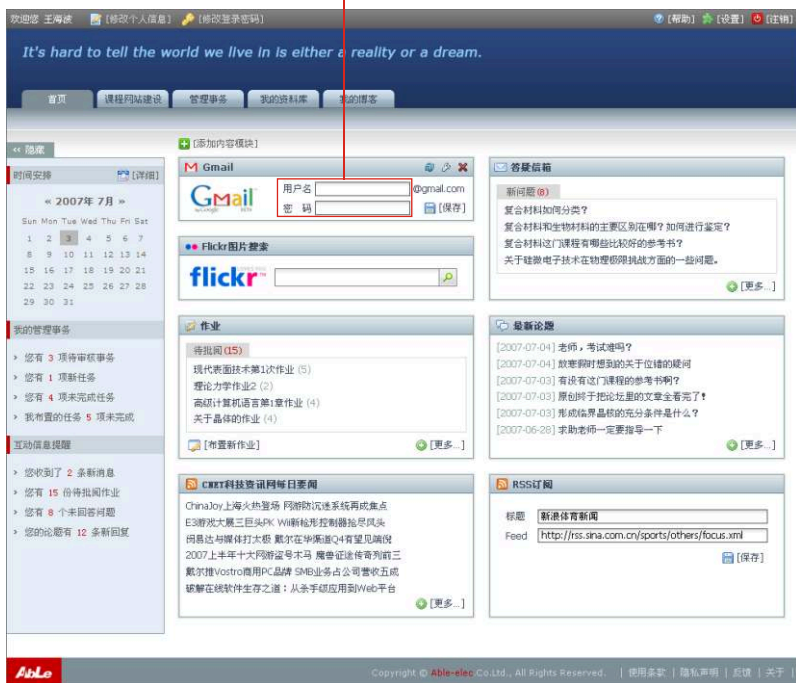 欢迎您 王海波 [修改个人信息] [修改登录密码] [帮助] [设置] [注销]
It's hard to tell the world we live in is either a reality or a dream.
首页 课程网站建设 管理事务 我的资料库 我的博客
« 隐藏
时间安排 [详细]
« 2007年 7月 »
Sun Mon Tue Wed Thu Fri Sat
1 2 3 4 5 6 7
8 9 10 11 12 13 14
15 16 17 18 19 20 21
22 23 24 25 26 27 28
29 30 31
我的管理事务
› 您有 3 项待审核事务
› 您有 1 项新任务
› 您有 4 项未完成任务
› 我布置的任务 5 项未完成
互动信息提醒
› 您收到了 2 条新消息
› 您有 15 份待批阅作业
› 您有 8 个未回答问题
› 您的论题有 12 条新回复
[添加内容模块]
Gmail
Gmail
by Google BETA
用户名 @gmail.com
密 码 [保存]
Flickr图片搜索
flickr
作业
待批阅(15)
现代表面技术第1次作业 (5)
理论力学作业2 (2)
高级计算机语言第1章作业 (4)
关于晶体的作业 (4)
[布置新作业] [更多...]
CNET科技资讯网每日要闻
ChinaJoy上海火热登场 网游防沉迷系统再成焦点
E3游戏大展三巨头PK Wii新枪形控制器抢尽风头
闵易达与媒体打太极 戴尔在华渠道Q4有望见端倪
2007上半年十大网游盗号木马 魔兽征途传奇列前三
戴尔推Vostro商用PC品牌 SMB业务占公司营收五成
破解在线软件生存之道：从杀手级应用到Web平台
[更多...]
答疑信箱
新问题(8)
复合材料如何分类？
复合材料和生物材料的主要区别在哪？如何进行鉴定？
复合材料这门课程有哪些比较好的参考书？
关于硅微电子技术在物理极限挑战方面的一些问题。
[更多...]
最新论题
[2007-07-04] 老师，考试难吗？
[2007-07-04] 放寒假时想到的关于位错的疑问
[2007-07-03] 有没有这门课程的参考书啊？
[2007-07-03] 原创终于把论坛里的文章全看完了！
[2007-07-03] 形成临界晶核的充分条件是什么？
[2007-06-28] 求助老师一定要指导一下
[更多...]
RSS订阅
标题 新浪体育新闻
Feed http://rss.sina.com.cn/sports/others/focus.xml
[保存]
AbLe
Copyright © Able-elec Co.Ltd., All Rights Reserved. | 使用条款 | 隐私声明 | 反馈 | 关于 |